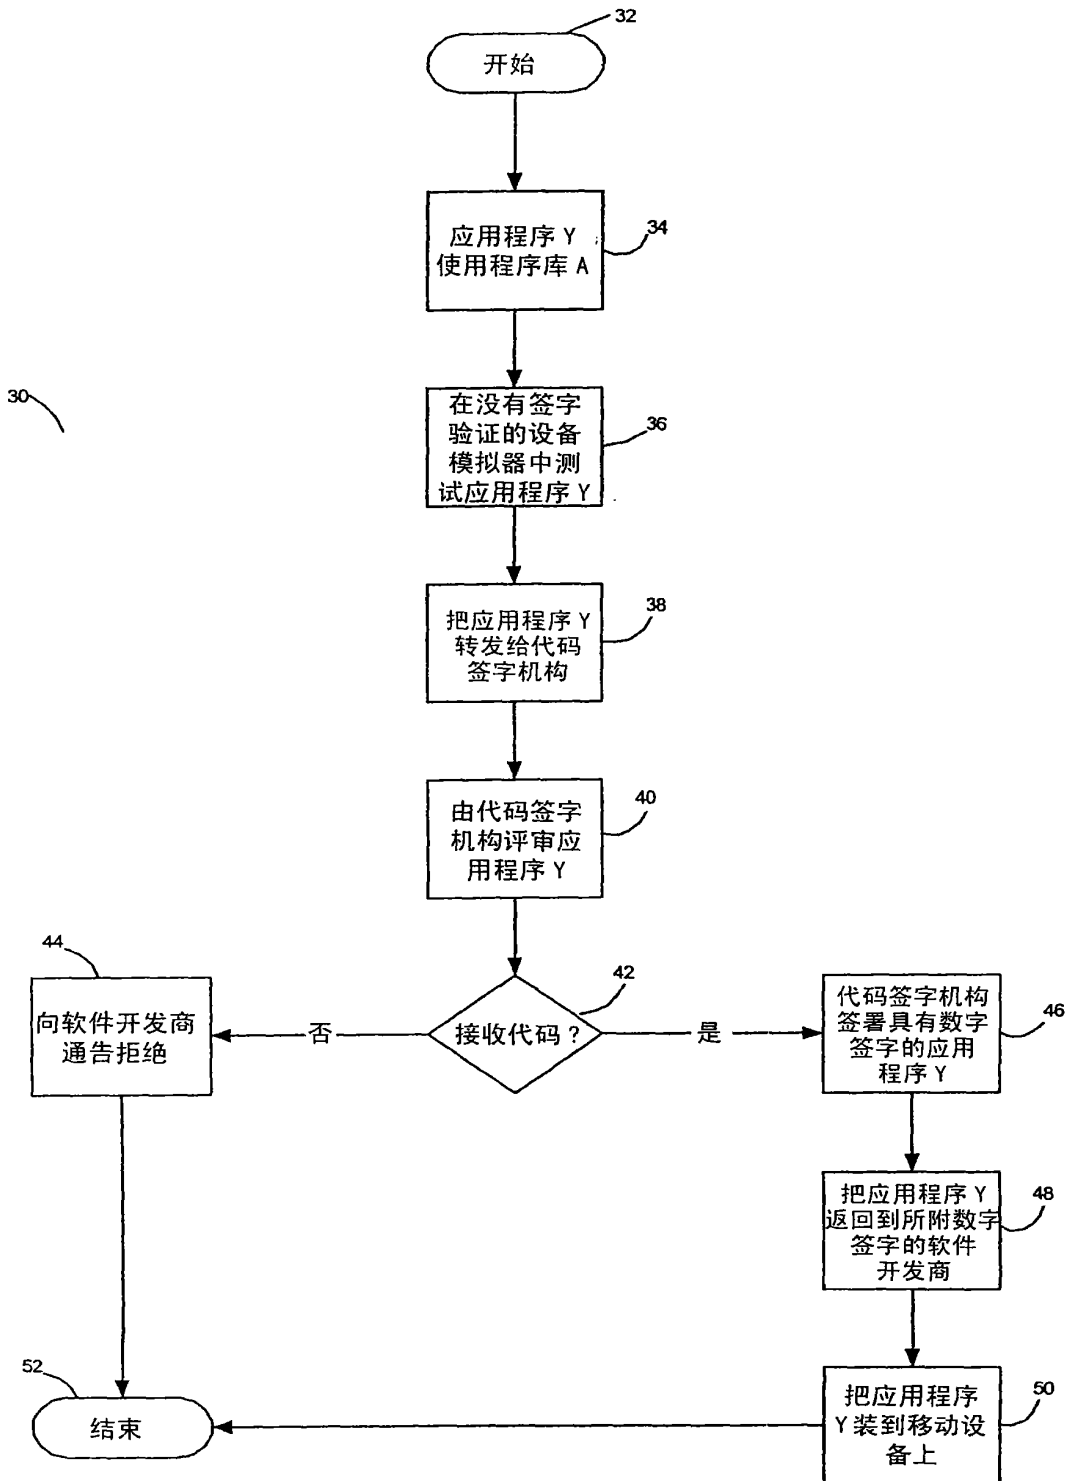 32
开始
应用程序 Y
使用程序库 A
34
30
在没有签字
验证的设备
模拟器中测
试应用程序 Y
36
把应用程序 Y
转发给代码
签字机构
38
由代码签字
机构评审应
用程序 Y
40
44
向软件开发商
通告拒绝
否
接收代码？
42
是
代码签字机构
签署具有数字
签字的应用
程序 Y
46
把应用程序 Y
返回到所附数字
签字的软件
开发商
48
52
结束
把应用程序
Y 装到移动设
备上
50